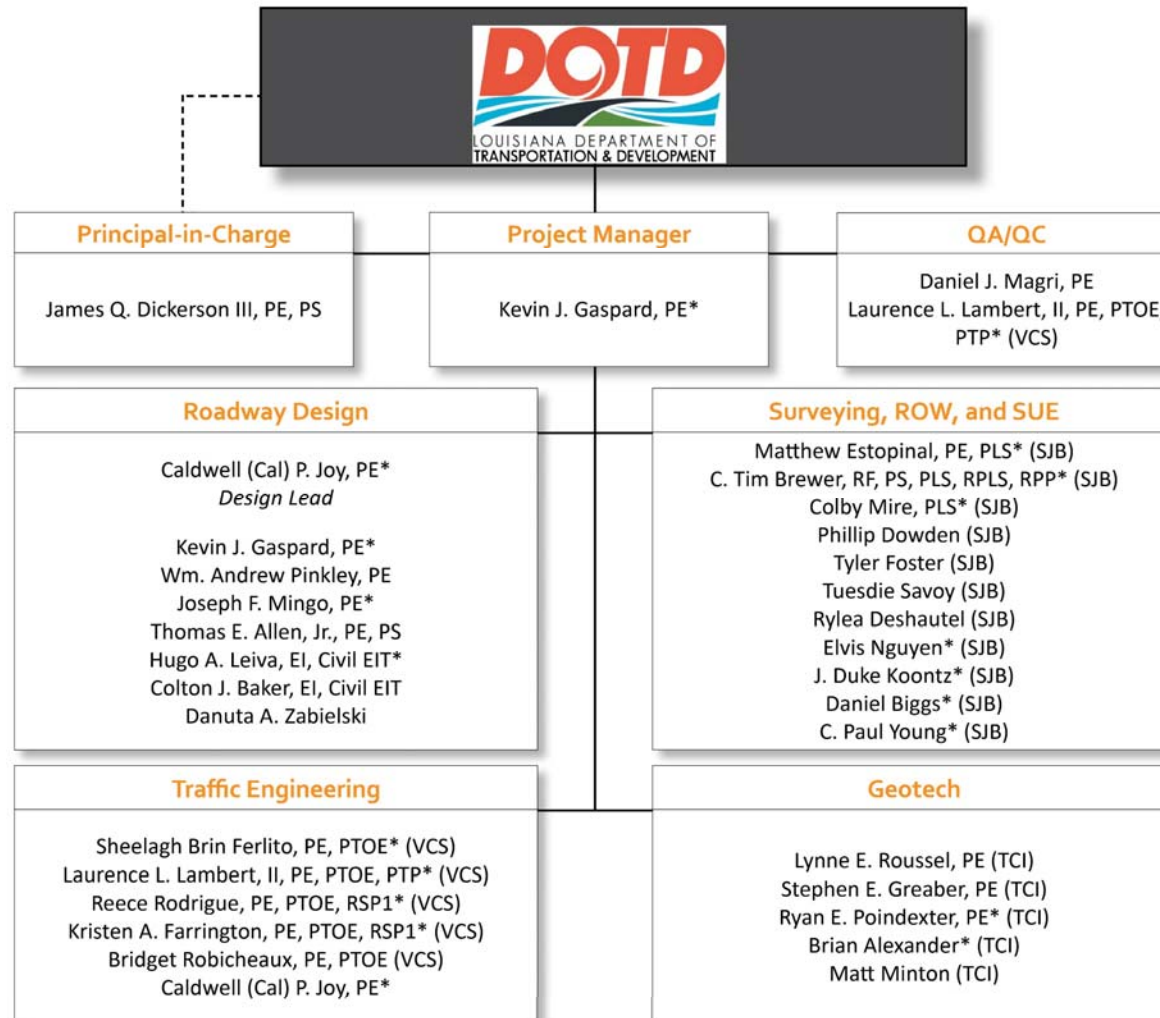 DOTD
LOUISIANA DEPARTMENT OF
TRANSPORTATION & DEVELOPMENT
Principal-in-Charge
James Q. Dickerson III, PE, PS
Project Manager
Kevin J. Gaspard, PE*
QA/QC
Daniel J. Magri, PE
Laurence L. Lambert, II, PE, PTOE,
PTP* (VCS)
Roadway Design
Caldwell (Cal) P. Joy, PE*
Design Lead
Kevin J. Gaspard, PE*
Wm. Andrew Pinkley, PE
Joseph F. Mingo, PE*
Thomas E. Allen, Jr., PE, PS
Hugo A. Leiva, EI, Civil EIT*
Colton J. Baker, EI, Civil EIT
Danuta A. Zabielski
Surveying, ROW, and SUE
Matthew Estopinal, PE, PLS* (SJB)
C. Tim Brewer, RF, PS, PLS, RPLS, RPP* (SJB)
Colby Mire, PLS* (SJB)
Phillip Dowden (SJB)
Tyler Foster (SJB)
Tuesdie Savoy (SJB)
Rylea Deshautel (SJB)
Elvis Nguyen* (SJB)
J. Duke Koontz* (SJB)
Daniel Biggs* (SJB)
C. Paul Young* (SJB)
Traffic Engineering
Sheelagh Brin Ferlito, PE, PTOE* (VCS)
Laurence L. Lambert, II, PE, PTOE, PTP* (VCS)
Reece Rodrigue, PE, PTOE, RSP1* (VCS)
Kristen A. Farrington, PE, PTOE, RSP1* (VCS)
Bridget Robicheaux, PE, PTOE (VCS)
Caldwell (Cal) P. Joy, PE*
Geotech
Lynne E. Roussel, PE (TCI)
Stephen E. Greaber, PE (TCI)
Ryan E. Poindexter, PE* (TCI)
Brian Alexander* (TCI)
Matt Minton (TCI)